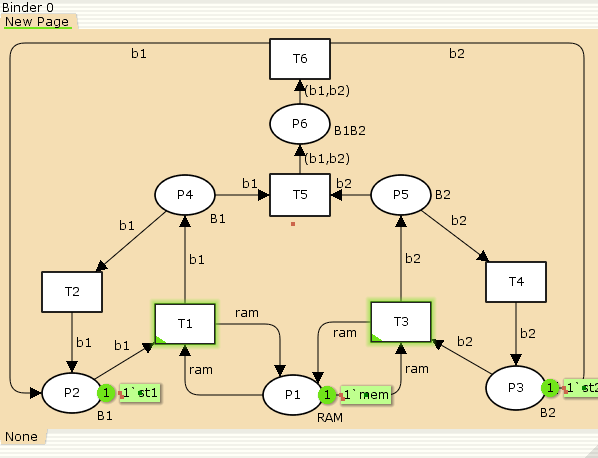 Binder 0
New Page
b1
T6
b2
(b1,b2)
P6
B1B2
(b1,b2)
P4
b1
T5
b2
P5
B2
B1
b1
b2
b1
b2
T2
T4
ram
T1
T3
ram
b1
b1
b2
b2
ram
ram
P2
1
1`st1
P1
1
1`mem
P3
1
1`st2
B1
RAM
B2
None